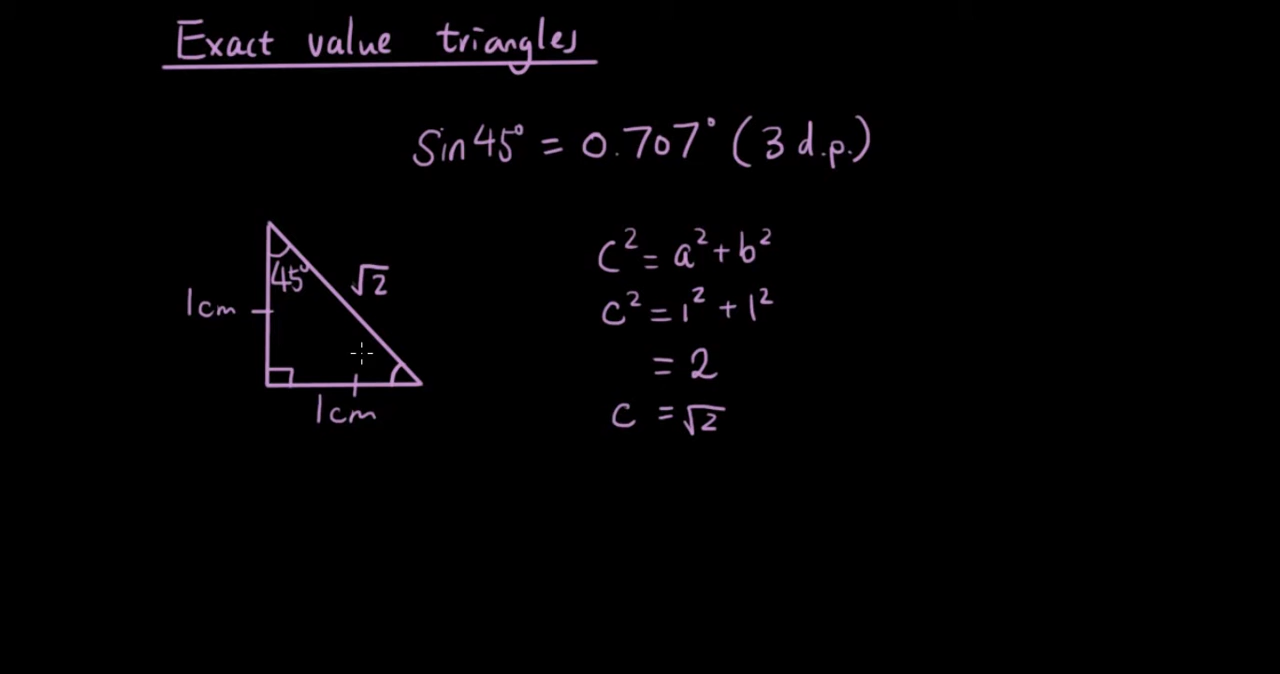 Exact value triangles
Sin 45° = 0.707° (3 d.p.)
45°
√2
1cm
1cm
c² = a² + b²
c² = 1² + 1²
= 2
c = √2